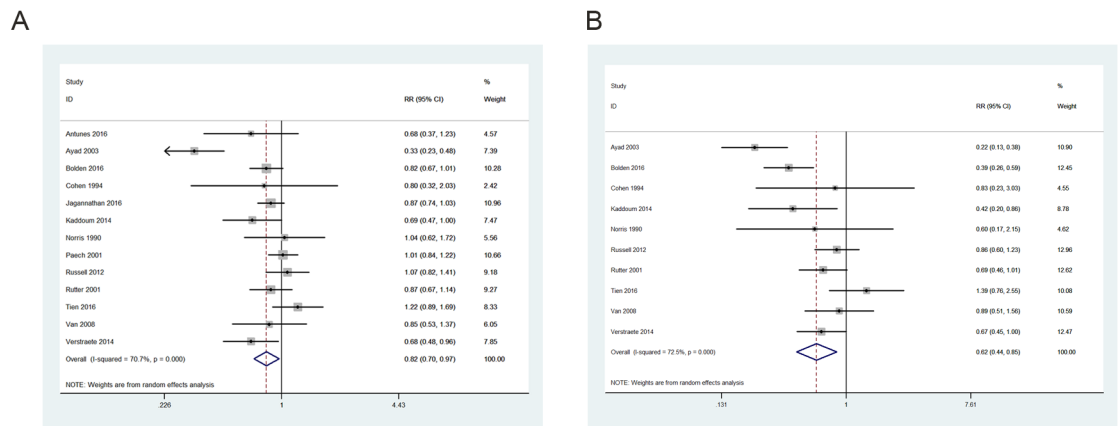 A
Study %
ID RR (95% CI) Weight
Antunes 2016 0.68 (0.37, 1.23) 4.57
Ayad 2003 0.33 (0.23, 0.48) 7.39
Bolden 2016 0.82 (0.67, 1.01) 10.28
Cohen 1994 0.80 (0.32, 2.03) 2.42
Jagannathan 2016 0.87 (0.74, 1.03) 10.96
Kaddoum 2014 0.69 (0.47, 1.00) 7.47
Norris 1990 1.04 (0.62, 1.72) 5.56
Paech 2001 1.01 (0.84, 1.22) 10.66
Russell 2012 1.07 (0.82, 1.41) 9.18
Rutter 2001 0.87 (0.67, 1.14) 9.27
Tien 2016 1.22 (0.89, 1.69) 8.33
Van 2008 0.85 (0.53, 1.37) 6.05
Verstraete 2014 0.68 (0.48, 0.96) 7.85
Overall (I-squared = 70.7%, p = 0.000) 0.82 (0.70, 0.97) 100.00
NOTE: Weights are from random effects analysis
.226 1 4.43
B
Study %
ID RR (95% CI) Weight
Ayad 2003 0.22 (0.13, 0.38) 10.90
Bolden 2016 0.39 (0.26, 0.59) 12.45
Cohen 1994 0.83 (0.23, 3.03) 4.55
Kaddoum 2014 0.42 (0.20, 0.86) 8.78
Norris 1990 0.60 (0.17, 2.15) 4.62
Russell 2012 0.86 (0.60, 1.23) 12.96
Rutter 2001 0.69 (0.46, 1.01) 12.62
Tien 2016 1.39 (0.76, 2.55) 10.08
Van 2008 0.89 (0.51, 1.56) 10.59
Verstraete 2014 0.67 (0.45, 1.00) 12.47
Overall (I-squared = 72.5%, p = 0.000) 0.62 (0.44, 0.85) 100.00
NOTE: Weights are from random effects analysis
.131 1 7.61